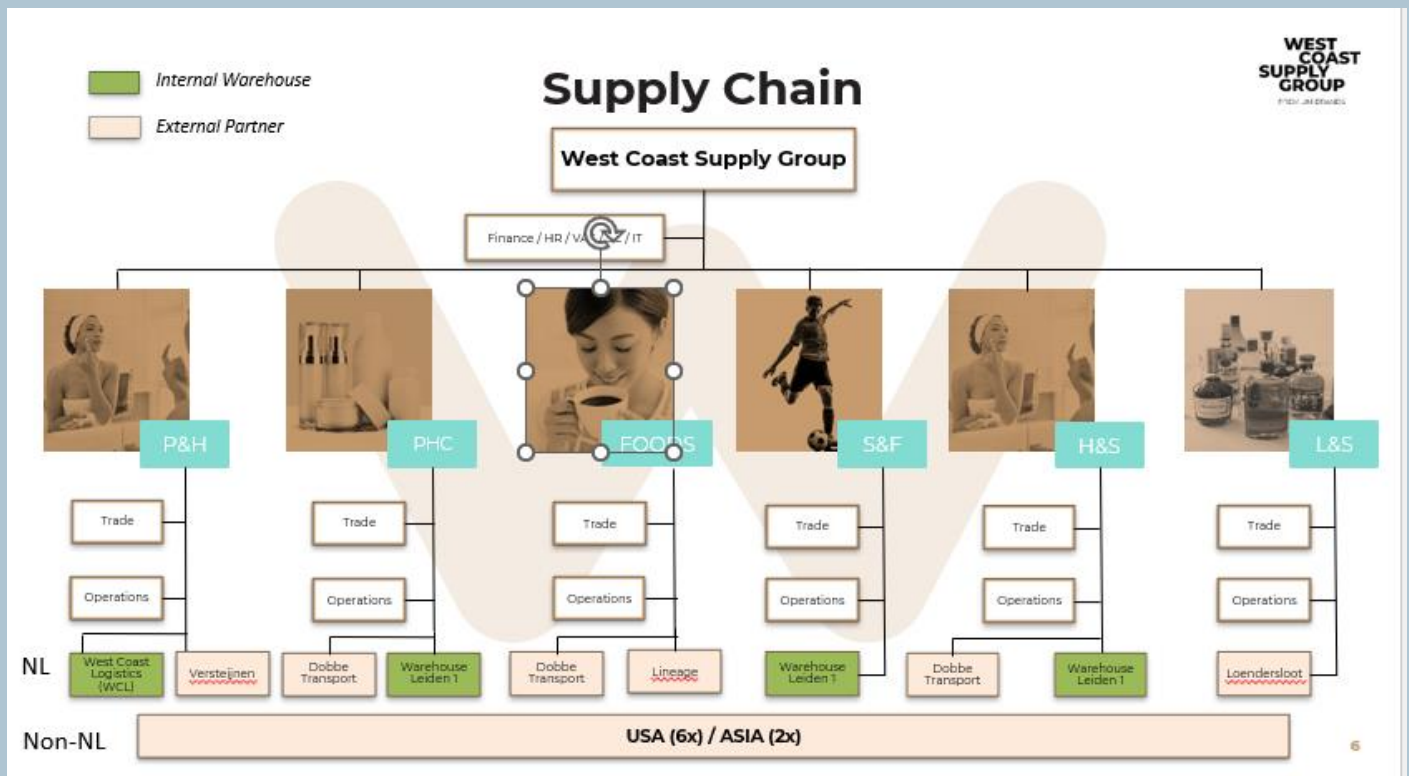 Internal Warehouse
External Partner
Supply Chain
WEST
COAST
SUPPLY
GROUP
West Coast Supply Group
Finance / HR / / IT
P&H
PHC
FOODS
S&F
H&S
L&S
Trade
Trade
Trade
Trade
Trade
Trade
Operations
Operations
Operations
Operations
Operations
Operations
NL
West Coast
Logistics
(WCL)
Versteijnen
Dobbe
Transport
Warehouse
Leiden 1
Dobbe
Transport
Lineage
Warehouse
Leiden 1
Dobbe
Transport
Warehouse
Leiden 1
Loendersloot
Non-NL
USA (6x) / ASIA (2x)
6